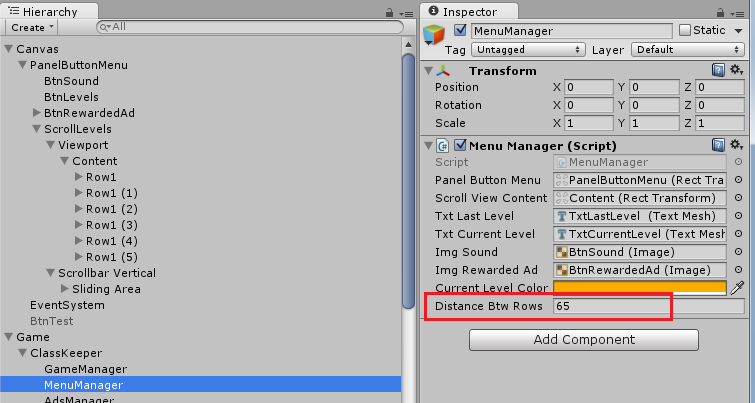 Hierarchy
Create
All
Canvas
PanelButtonMenu
BtnSound
BtnLevels
BtnRewardedAd
ScrollLevels
Viewport
Content
Row1
Row1 (1)
Row1 (2)
Row1 (3)
Row1 (4)
Row1 (5)
Scrollbar Vertical
Sliding Area
EventSystem
BtnTest
Game
ClassKeeper
GameManager
MenuManager
AdsManager
Inspector
MenuManager Static
Tag Untagged Layer Default
Transform
Position X 0 Y 0 Z 0
Rotation X 0 Y 0 Z 0
Scale X 1 Y 1 Z 1
Menu Manager (Script)
Script MenuManager
Panel Button Menu PanelButtonMenu (Rect Tra
Scroll View Content Content (Rect Transform)
Txt Last Level TxtLastLevel (Text Mesh)
Txt Current Level TxtCurrentLevel (Text Mesh
Img Sound BtnSound (Image)
Img Rewarded Ad BtnRewardedAd (Image)
Current Level Color
Distance Btw Rows 65
Add Component